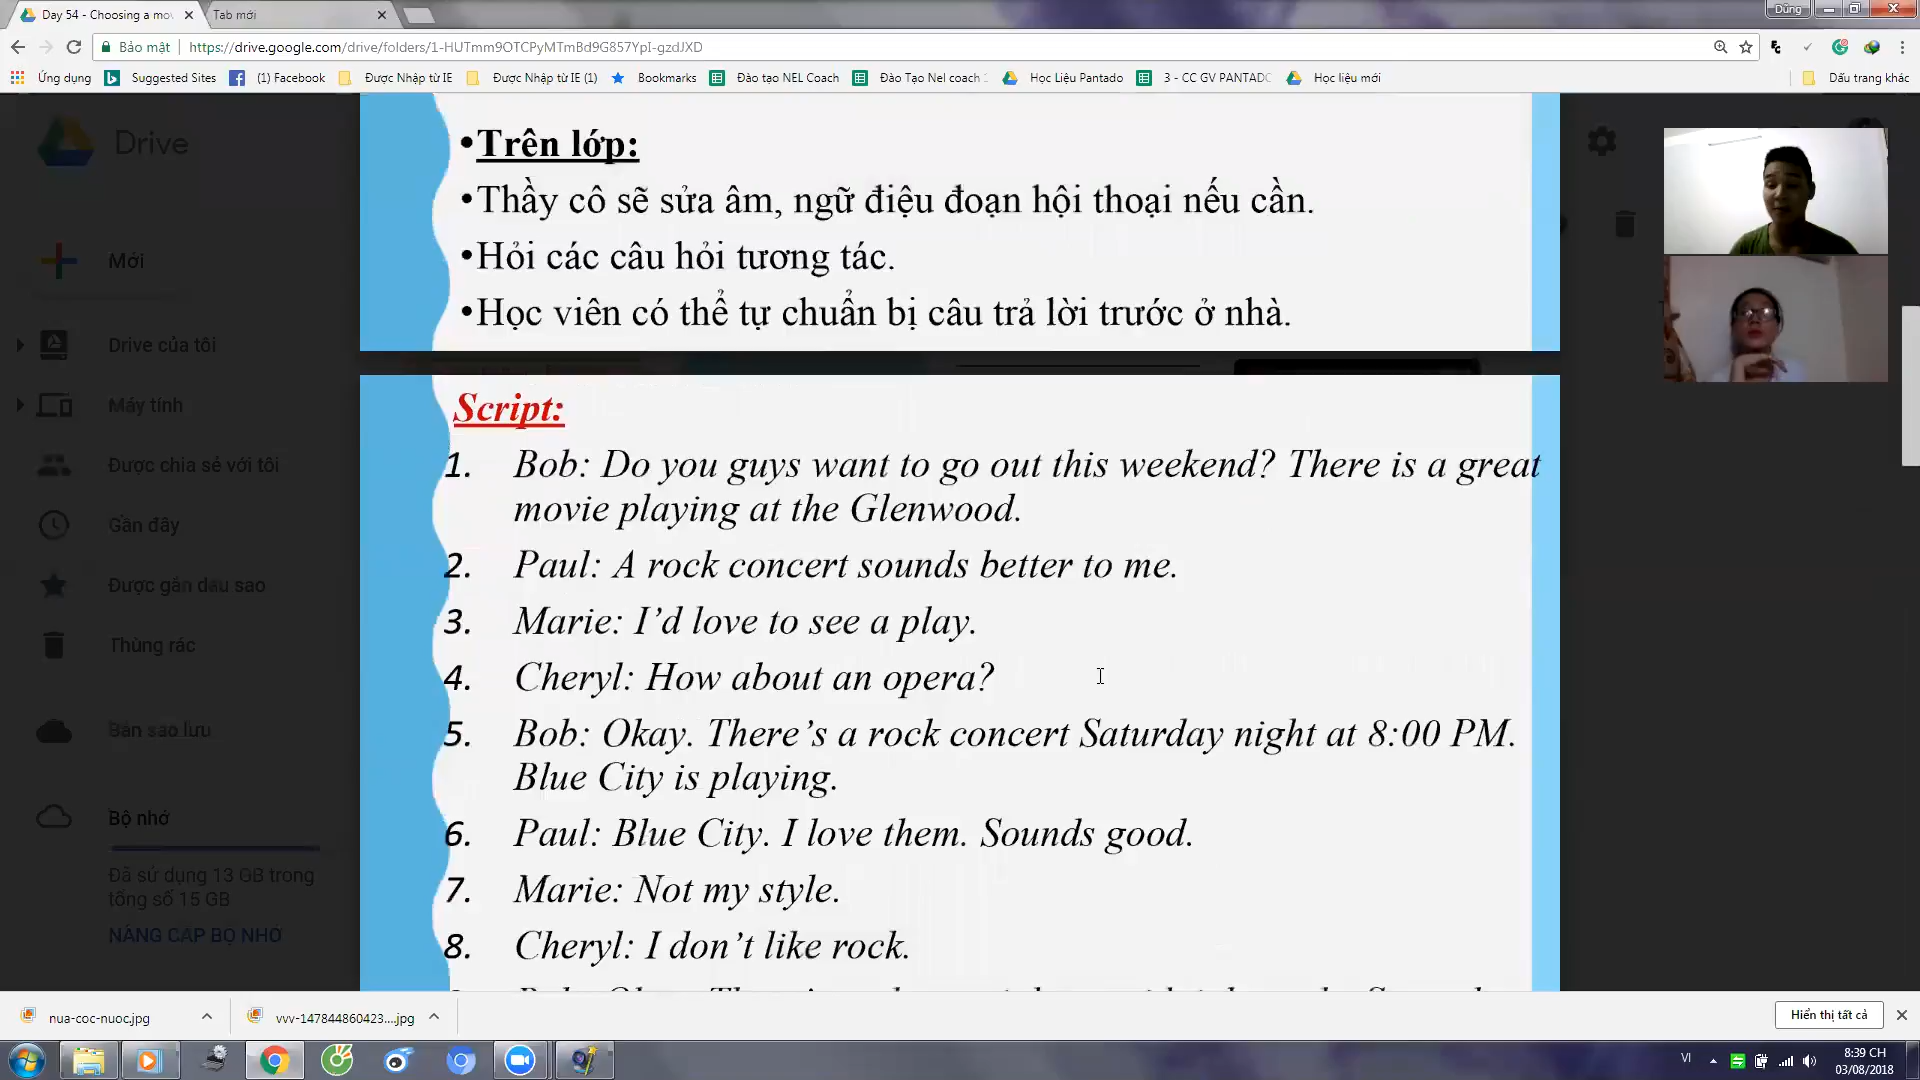 Day 54 - Choosing a mo
Tab mới
Dũng
Bảo mật
https://drive.google.com/drive/folders/1-HUTmm9OTCPyMTmBd9G857YpI-gzdJXD
Ứng dụng
Suggested Sites
(1) Facebook
Được Nhập từ IE
Được Nhập từ IE (1)
Bookmarks
Đào tạo NEL Coach
Đào Tạo Nel coach
Học Liệu Pantado
3 - CC GV PANTADO
Học liệu mới
Dấu trang khác
Drive
Mới
Drive của tôi
Máy tính
Được chia sẻ với tôi
Gần đây
Được gắn dấu sao
Thùng rác
Bản sao lưu
Bộ nhớ
Đã sử dụng 13 GB trong
tổng số 15 GB
NÂNG CẤP BỘ NHỚ
•Trên lớp:
•Thầy cô sẽ sửa âm, ngữ điệu đoạn hội thoại nếu cần.
•Hỏi các câu hỏi tương tác.
•Học viên có thể tự chuẩn bị câu trả lời trước ở nhà.
Script:
1. Bob: Do you guys want to go out this weekend? There is a great
movie playing at the Glenwood.
2. Paul: A rock concert sounds better to me.
3. Marie: I’d love to see a play.
4. Cheryl: How about an opera?
5. Bob: Okay. There’s a rock concert Saturday night at 8:00 PM.
Blue City is playing.
6. Paul: Blue City. I love them. Sounds good.
7. Marie: Not my style.
8. Cheryl: I don’t like rock.
nua-coc-nuoc.jpg
vvv-147844860423....jpg
Hiển thị tất cả
VI
8:39 CH
03/08/2018